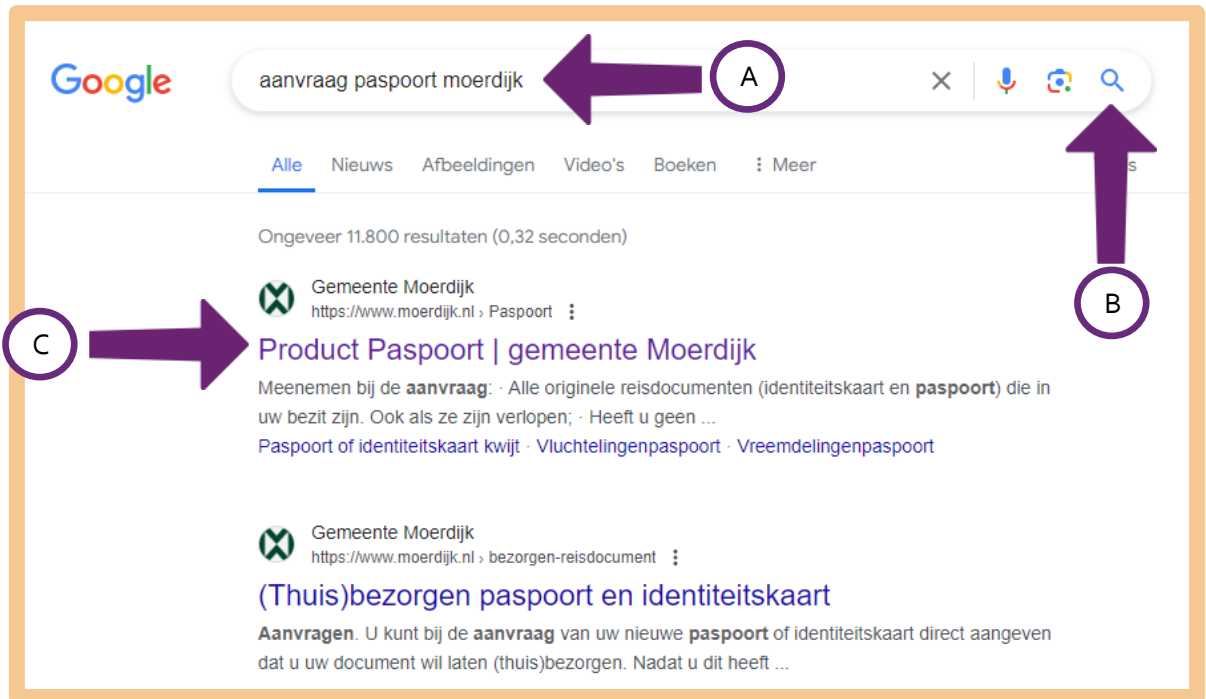 Google
aanvraag paspoort moerdijk
A
Alle Nieuws Afbeeldingen Video's Boeken Meer
Ongeveer 11.800 resultaten (0,32 seconden)
B
Gemeente Moerdijk
https://www.moerdijk.nl › Paspoort
C
Product Paspoort | gemeente Moerdijk
Meenemen bij de aanvraag: · Alle originele reisdocumenten (identiteitskaart en paspoort) die in
uw bezit zijn. Ook als ze zijn verlopen; · Heeft u geen ...
Paspoort of identiteitskaart kwijt · Vluchtelingenpaspoort · Vreemdelingenpaspoort
Gemeente Moerdijk
https://www.moerdijk.nl › bezorgen-reisdocument
(Thuis)bezorgen paspoort en identiteitskaart
Aanvragen. U kunt bij de aanvraag van uw nieuwe paspoort of identiteitskaart direct aangeven
dat u uw document wil laten (thuis)bezorgen. Nadat u dit heeft ...